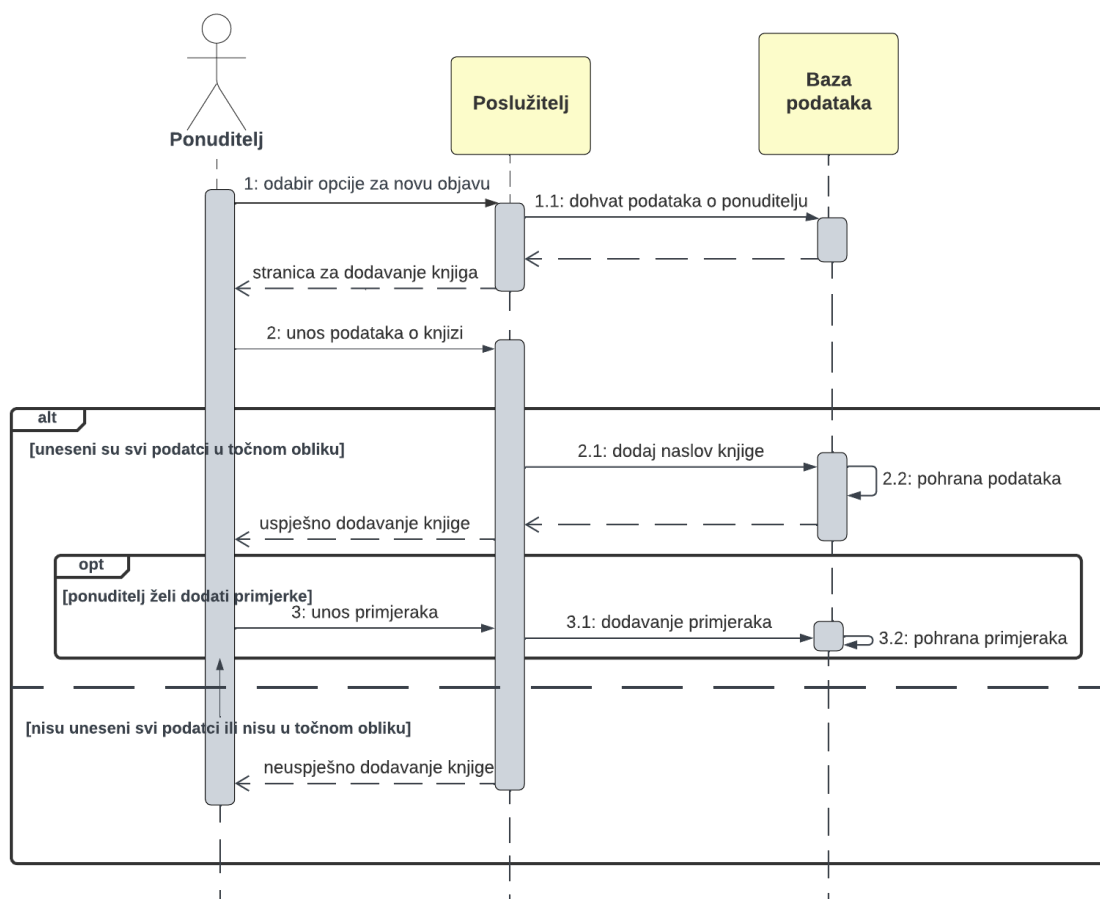 Ponuditelj
Poslužitelj
Baza
podataka
1: odabir opcije za novu objavu
1.1: dohvat podataka o ponuditelju
stranica za dodavanje knjiga
2: unos podataka o knjizi
alt
[uneseni su svi podatci u točnom obliku]
2.1: dodaj naslov knjige
2.2: pohrana podataka
uspješno dodavanje knjige
opt
[ponuditelj želi dodati primjerke]
3: unos primjeraka
3.1: dodavanje primjeraka
3.2: pohrana primjeraka
[nisu uneseni svi podatci ili nisu u točnom obliku]
neuspješno dodavanje knjige